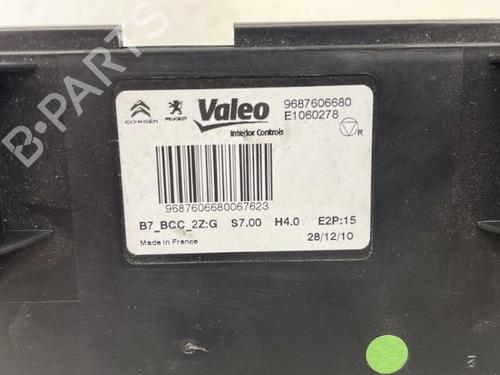 CITROËN
PEUGEOT
Valeo
Interior Controls
9687606680
E1060278
R
9687606680067623
B7_BCC_2Z:G S7.00 H4.0 E2P:15
Made in France
28/12/10
B-PARTS